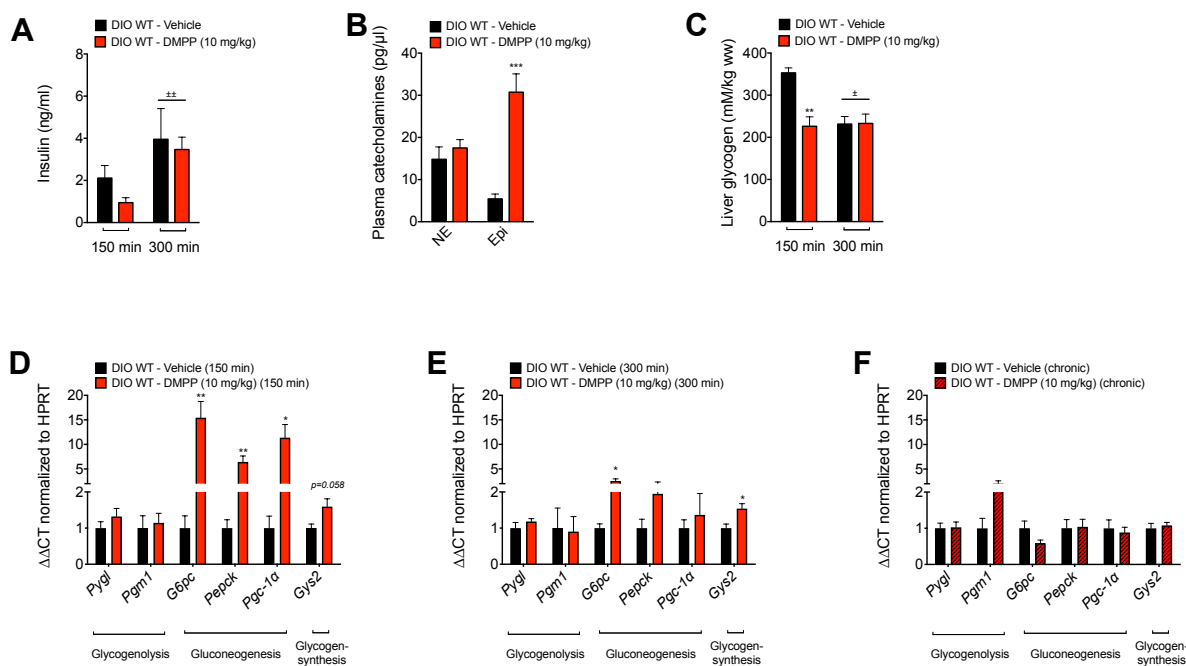 A
DIO WT - Vehicle
DIO WT - DMPP (10 mg/kg)
Insulin (ng/ml)
8
6
4
2
0
±±
150 min
300 min
B
DIO WT - Vehicle
DIO WT - DMPP (10 mg/kg)
Plasma catecholamines (pg/µl)
40
30
20
10
0
***
NE
Epi
C
DIO WT - Vehicle
DIO WT - DMPP (10 mg/kg)
Liver glycogen (mM/kg ww)
400
300
200
100
0
**
±
150 min
300 min
D
DIO WT - Vehicle (150 min)
DIO WT - DMPP (10 mg/kg) (150 min)
ΔΔCT normalized to HPRT
20
15
10
5
2
1
0
**
**
*
p=0.058
Pygl
Pgm1
G6pc
Pepck
Pgc-1α
Gys2
Glycogenolysis
Gluconeogenesis
Glycogen-
synthesis
E
DIO WT - Vehicle (300 min)
DIO WT - DMPP (10 mg/kg) (300 min)
ΔΔCT normalized to HPRT
20
15
10
5
2
1
0
*
*
Pygl
Pgm1
G6pc
Pepck
Pgc-1α
Gys2
Glycogenolysis
Gluconeogenesis
Glycogen-
synthesis
F
DIO WT - Vehicle (chronic)
DIO WT - DMPP (10 mg/kg) (chronic)
ΔΔCT normalized to HPRT
20
15
10
5
2
1
0
Pygl
Pgm1
G6pc
Pepck
Pgc-1α
Gys2
Glycogenolysis
Gluconeogenesis
Glycogen-
synthesis